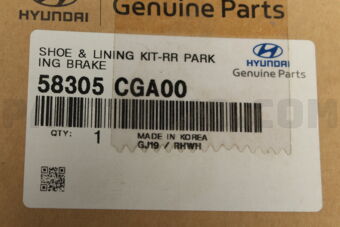 HYUNDAI
Genuine Parts
SHOE & LINING KIT-RR PARK
ING BRAKE
HYUNDAI
Genuine Parts
58305 CGA00
QTY: 1
MADE IN KOREA
GJ19 / RHWH